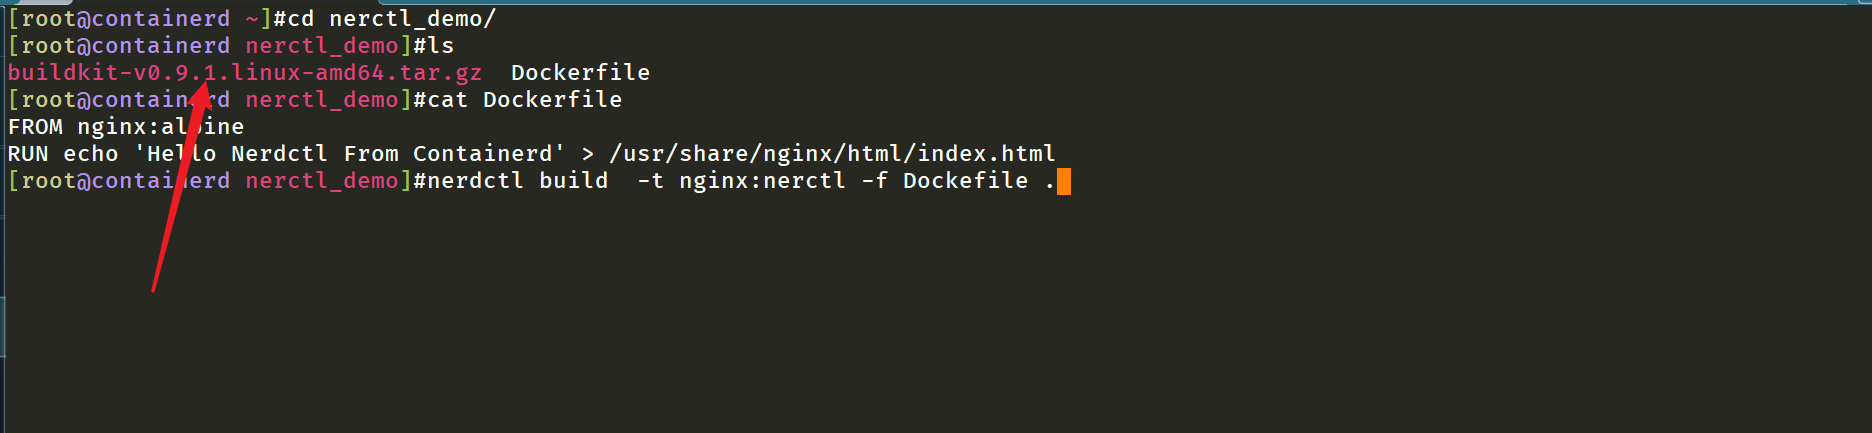 [root@containerd ~]#cd nerctl_demo/
[root@containerd nerctl_demo]#ls
buildkit-v0.9.1.linux-amd64.tar.gz  Dockerfile
[root@containerd nerctl_demo]#cat Dockerfile
FROM nginx:alpine
RUN echo 'Hello Nerdctl From Containerd' > /usr/share/nginx/html/index.html
[root@containerd nerctl_demo]#nerdctl build  -t nginx:nerctl -f Dockefile .